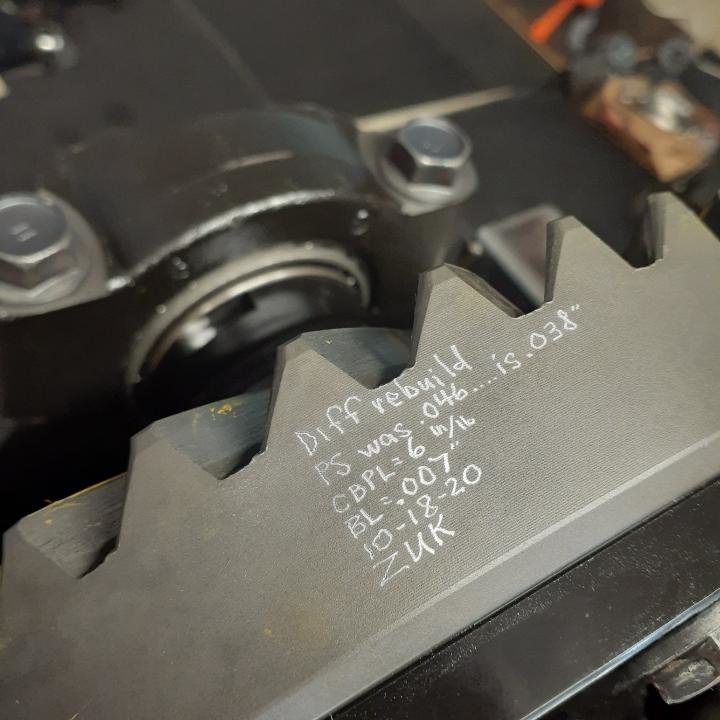 Diff rebuild
PS was .046....is .038"
CBPL = 6 in/lb
BL = .007"
10-18-20
ZUK